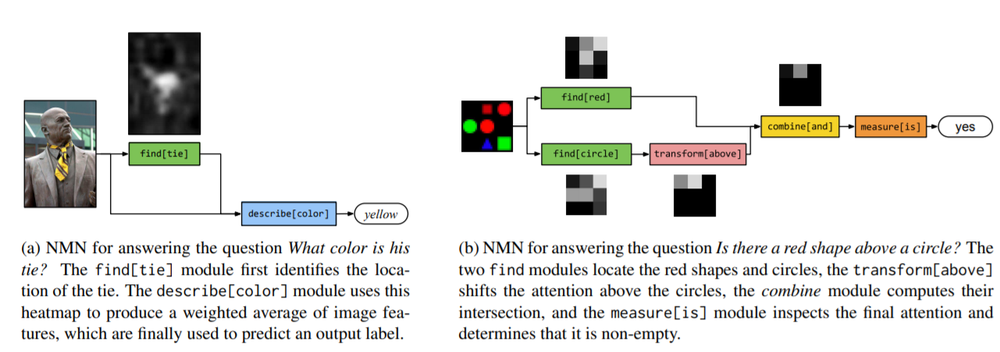 find[tie]
describe[color]
yellow
find[red]
find[circle]
transform[above]
combine[and]
measure[is]
yes
(a) NMN for answering the question What color is his
tie? The find[tie] module first identifies the loca-
tion of the tie. The describe[color] module uses this
heatmap to produce a weighted average of image fea-
tures, which are finally used to predict an output label.
(b) NMN for answering the question Is there a red shape above a circle? The
two find modules locate the red shapes and circles, the transform[above]
shifts the attention above the circles, the combine module computes their
intersection, and the measure[is] module inspects the final attention and
determines that it is non-empty.